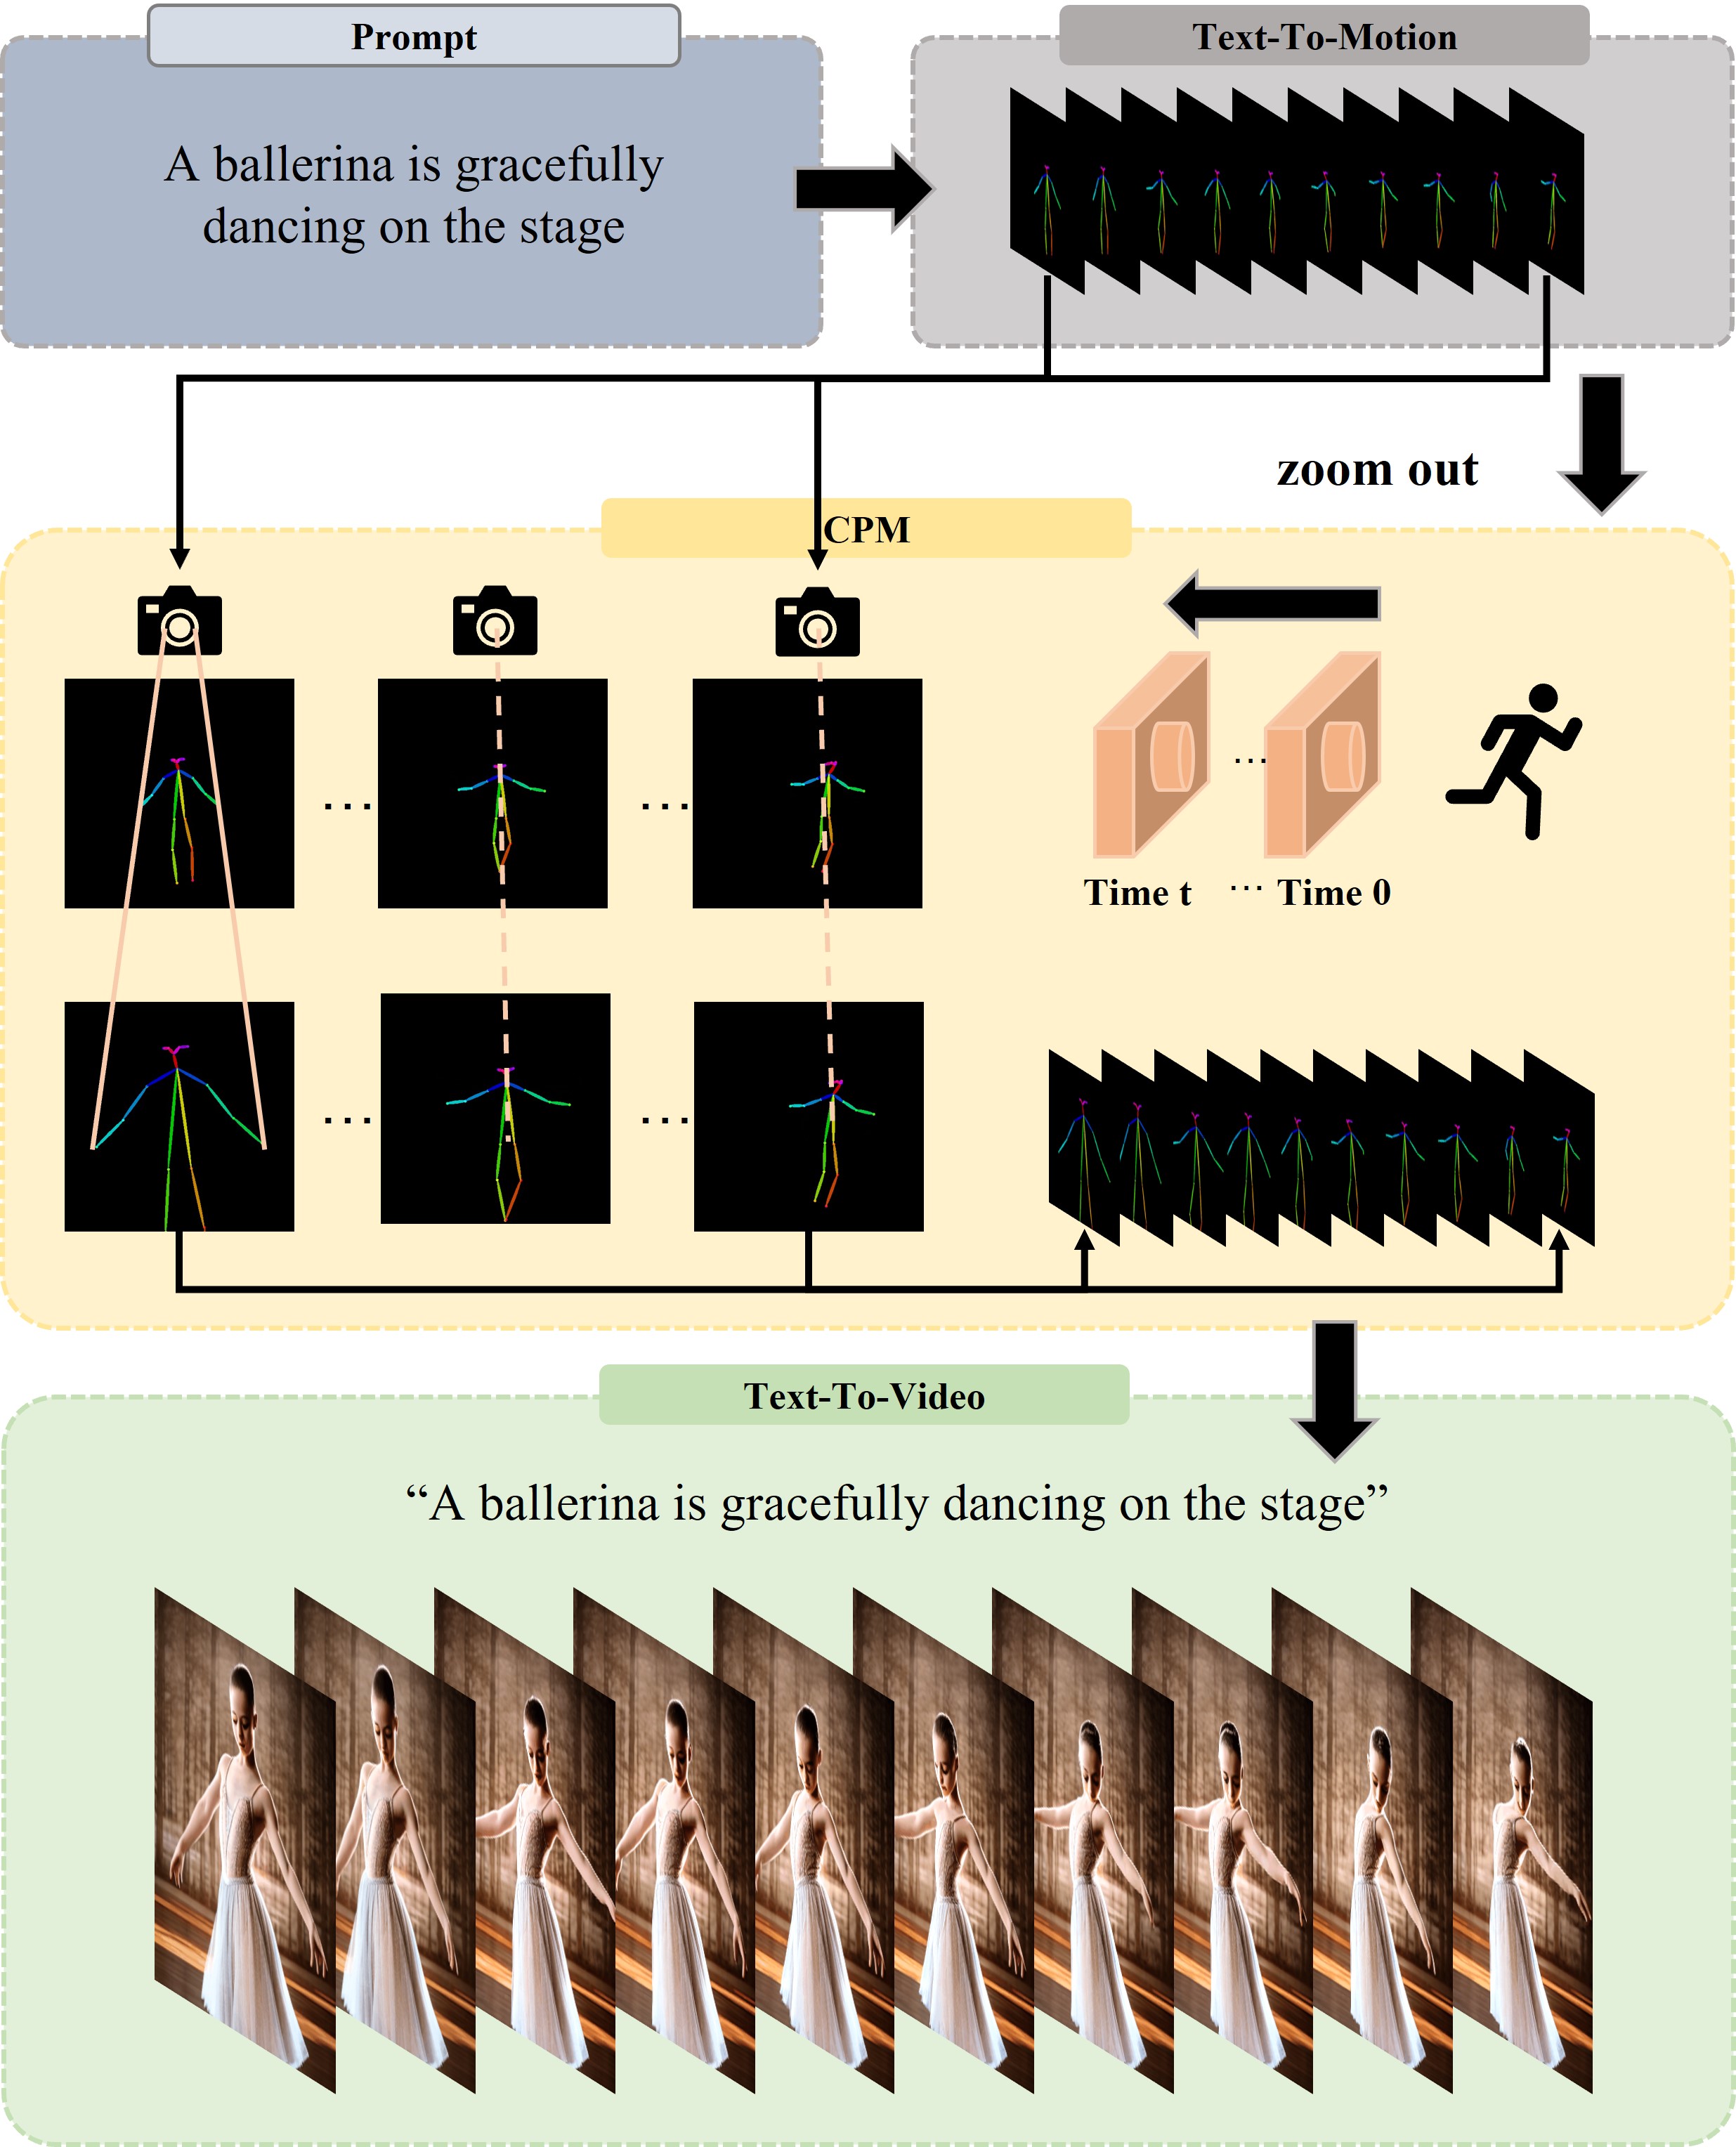 Prompt
Text-To-Motion
A ballerina is gracefully
dancing on the stage
zoom out
CPM
...
... ...
Time t ... Time 0
... ...
Text-To-Video
“A ballerina is gracefully dancing on the stage”